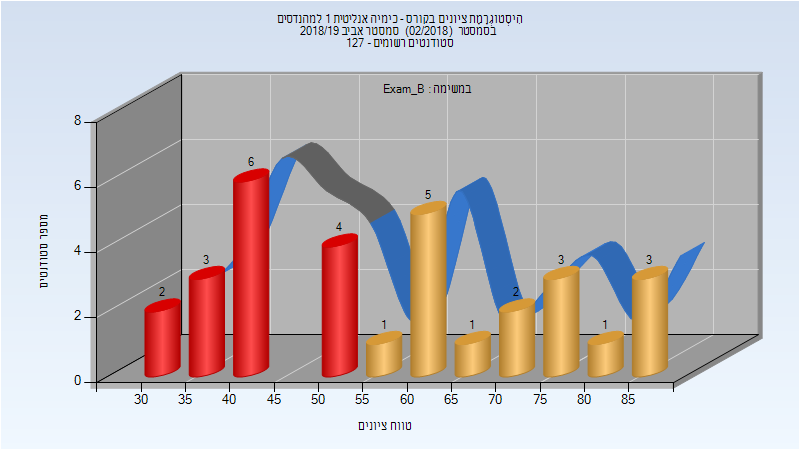 הִיסְטוֹגְרָמַת ציונים בקורס - כימיה אנליטית 1 למהנדסים
בסמסטר (02/2018) סמסטר אביב 2018/19
סטודנטים רשומים - 127
במשימה : Exam_B
מספר סטודנטים
8
6
4
2
0
2
3
6
4
1
5
1
2
3
1
3
30 35 40 45 50 55 60 65 70 75 80 85
טווח ציונים